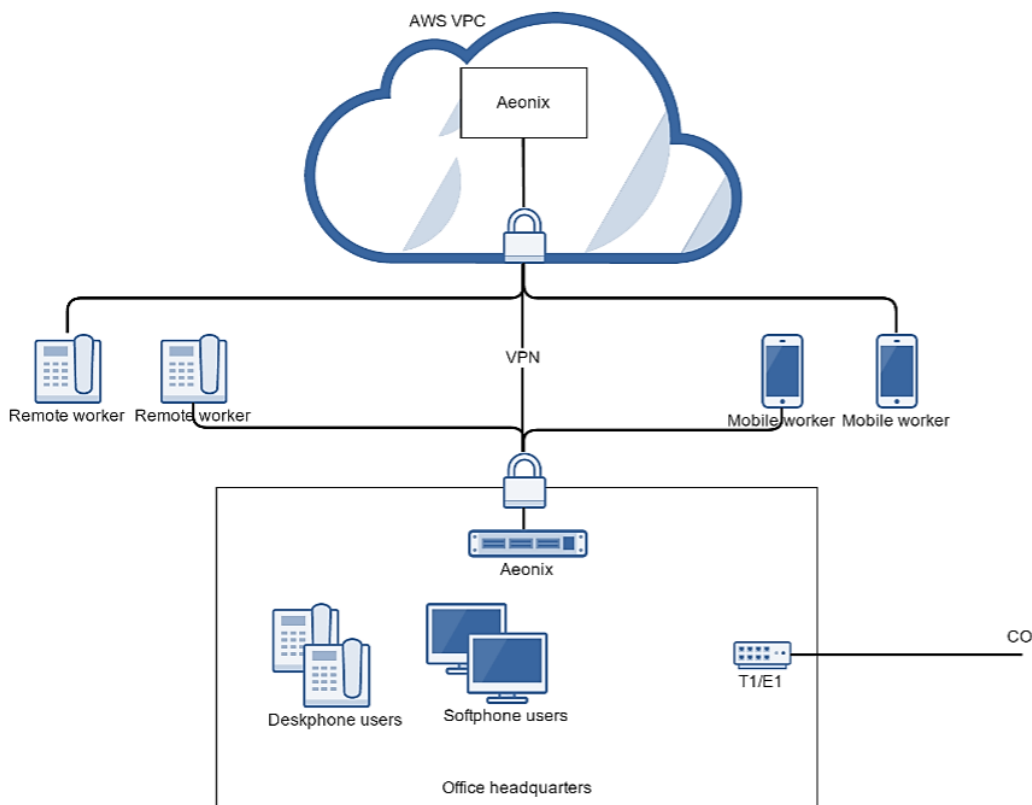 AWS VPC
Aeonix
VPN
Remote worker
Remote worker
Mobile worker
Mobile worker
Aeonix
CO
T1/E1
Deskphone users
Softphone users
Office headquarters